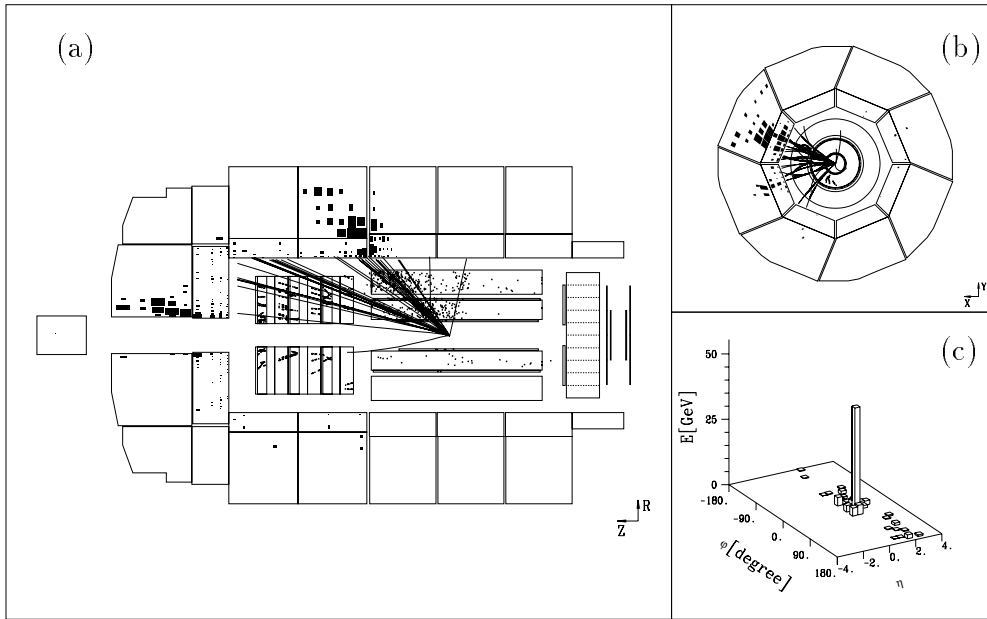 (a)
R
Z
(b)
Y
X
(c)
E[GeV]
50
25
0
-180.
-90.
0.
90.
180.
φ[degree]
-4.
-2.
0.
2.
4.
η